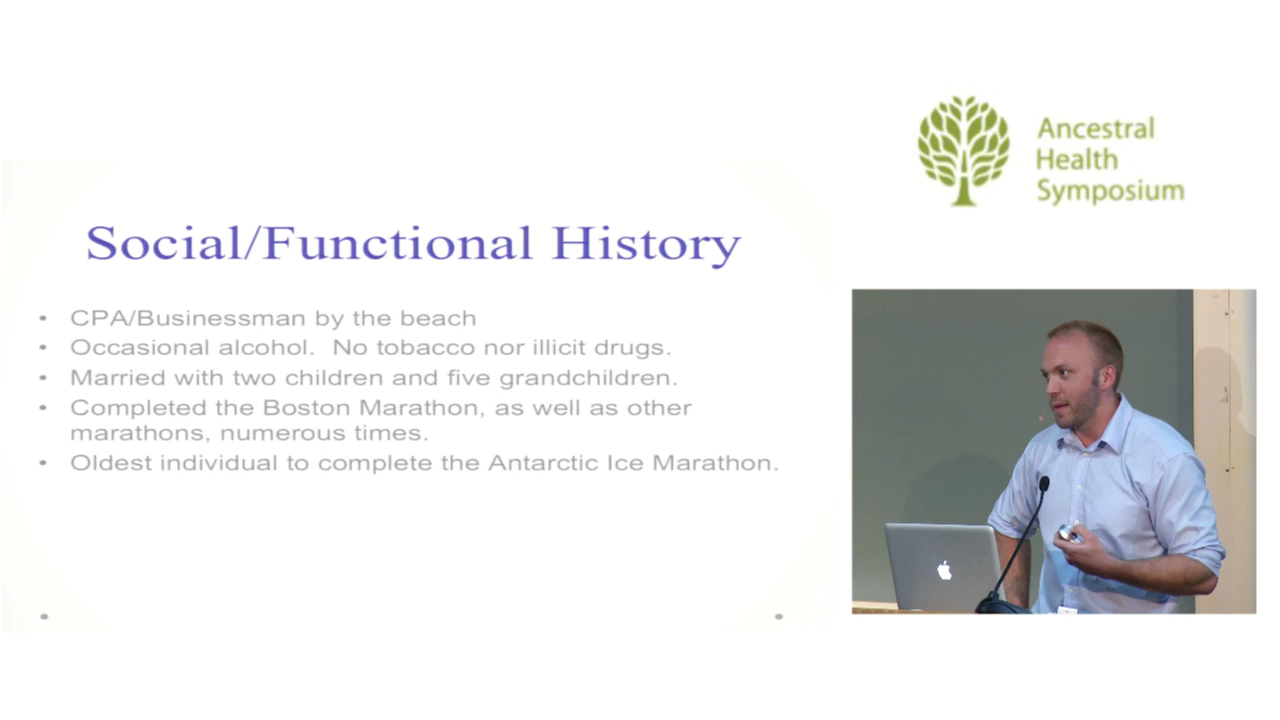 Ancestral
Health
Symposium
Social/Functional History
• CPA/Businessman by the beach
• Occasional alcohol. No tobacco nor illicit drugs.
• Married with two children and five grandchildren.
• Completed the Boston Marathon, as well as other
marathons, numerous times.
• Oldest individual to complete the Antarctic Ice Marathon.